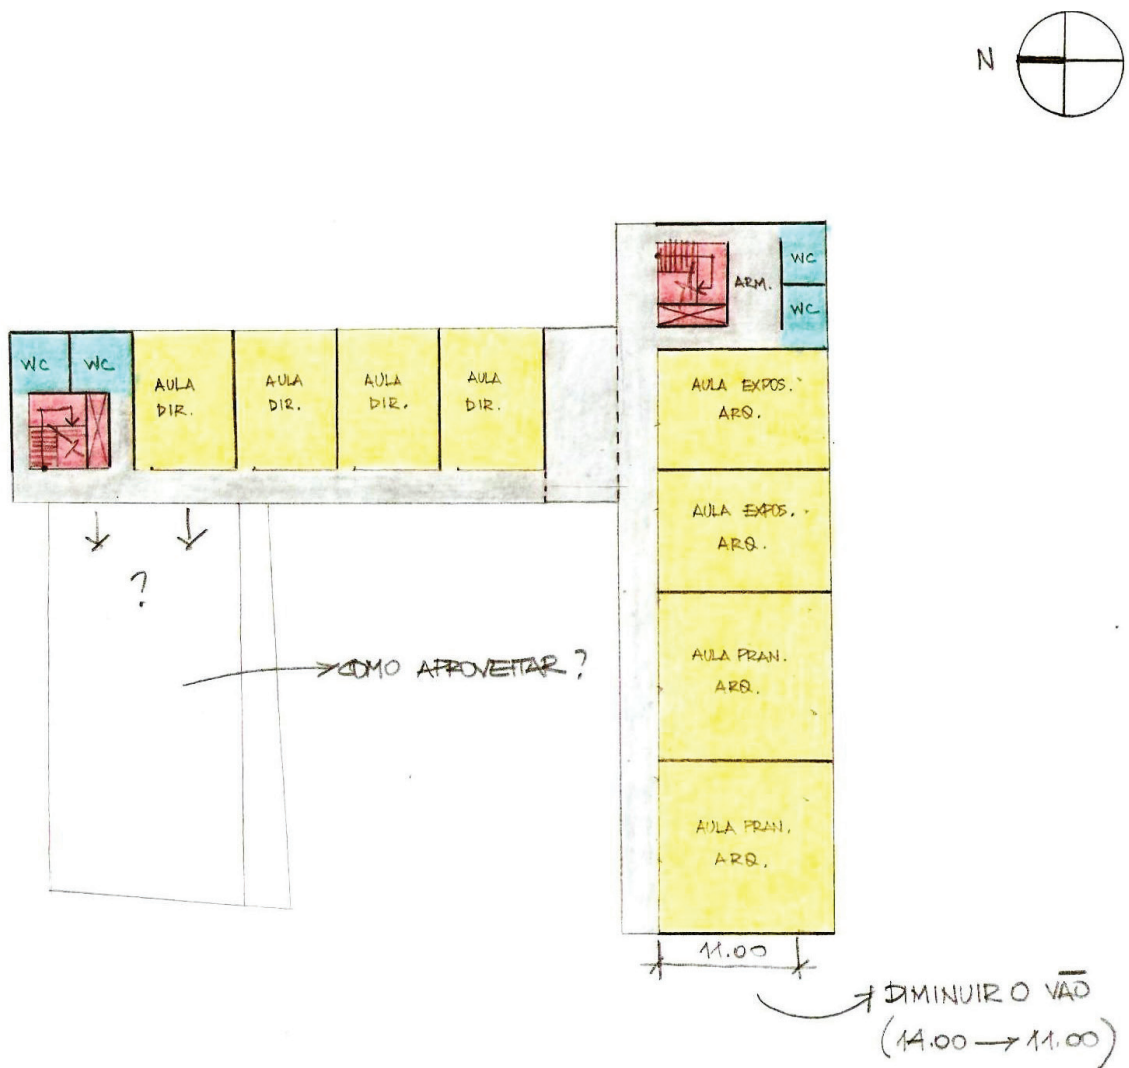 N
WC
WC
ARM.
WC
WC
AULA
DIR.
AULA
DIR.
AULA
DIR.
AULA
DIR.
AULA EXPOS.
ARQ.
AULA EXPOS.
ARQ.
?
COMO APROVEITAR?
AULA PRAN.
ARQ.
AULA PRAN.
ARQ.
11.00
DIMINUIR O VÃO
(14.00 → 11.00)